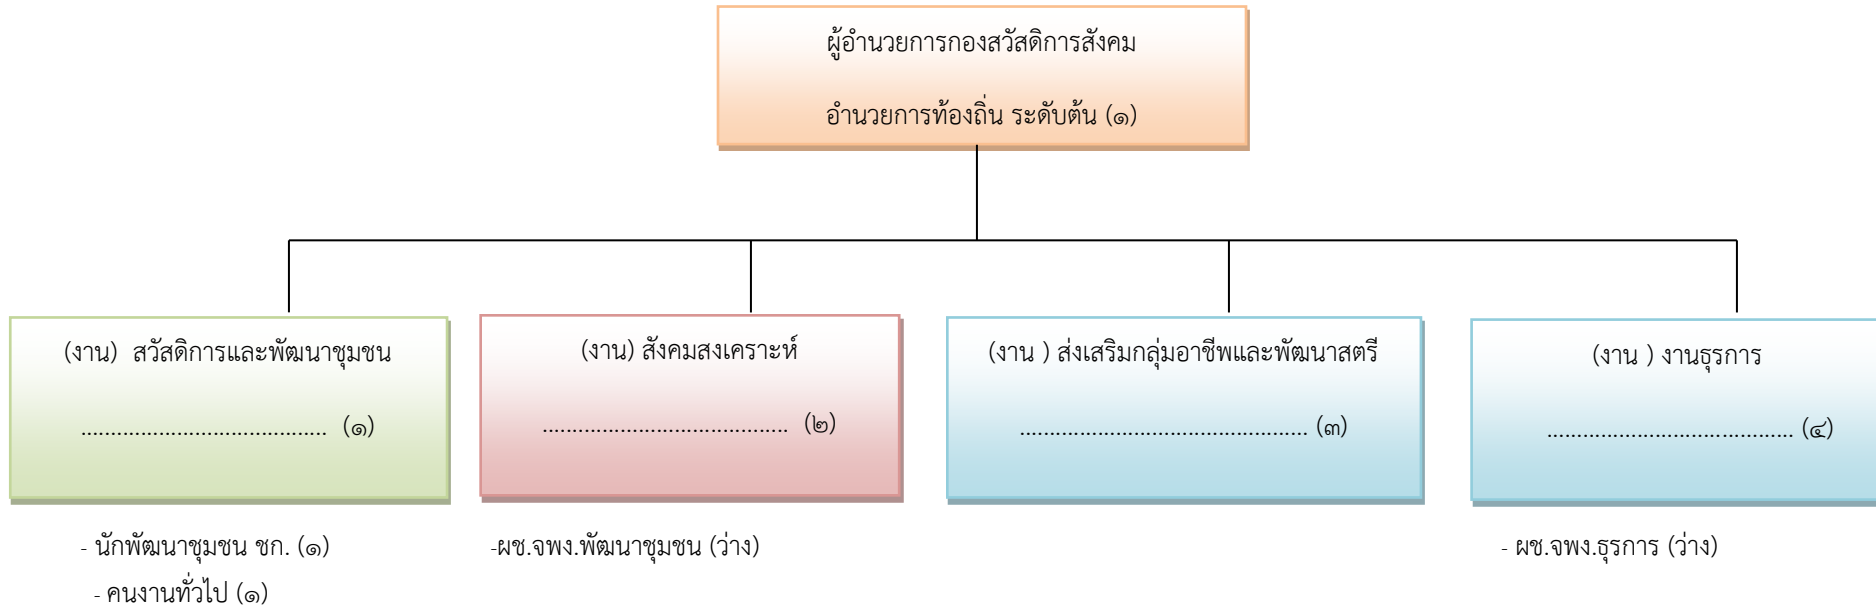 ผู้อำนวยการกองสวัสดิการสังคม
อำนวยการท้องถิ่น ระดับต้น (๑)
(งาน) สวัสดิการและพัฒนาชุมชน
....................................... (๑)
(งาน) สังคมสงเคราะห์
....................................... (๒)
(งาน ) ส่งเสริมกลุ่มอาชีพและพัฒนาสตรี
.............................................. (๓)
(งาน ) งานธุรการ
....................................... (๔)
- นักพัฒนาชุมชน ชก. (๑)
- คนงานทั่วไป (๑)
-ผช.จพง.พัฒนาชุมชน (ว่าง)
- ผช.จพง.ธุรการ (ว่าง)